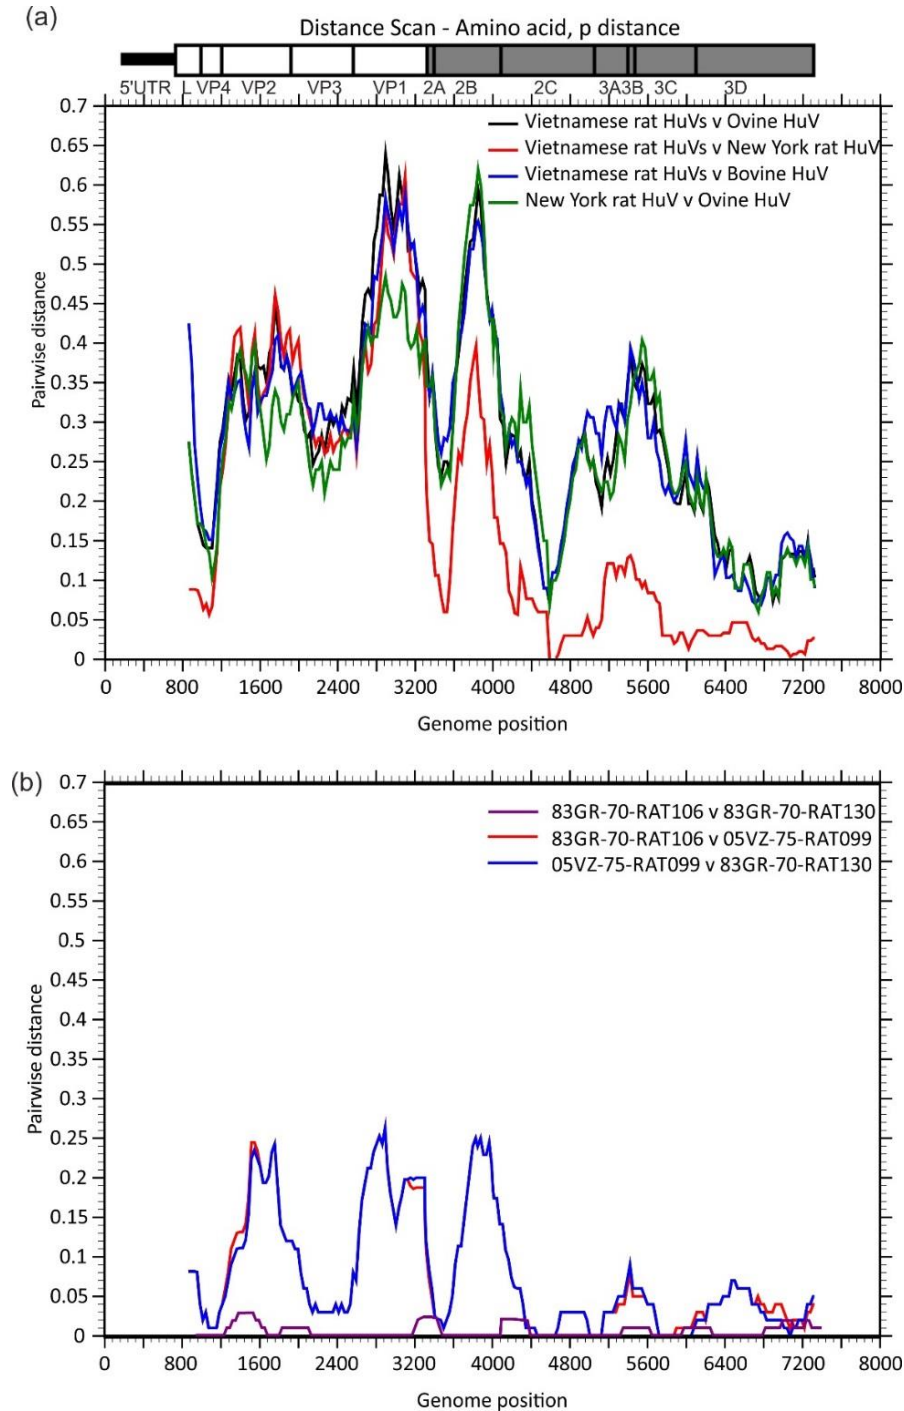 (a)
Distance Scan - Amino acid, p distance
5'UTR L VP4 VP2 VP3 VP1 2A 2B 2C 3A3B 3C 3D
Vietnamese rat HuVs v Ovine HuV
Vietnamese rat HuVs v New York rat HuV
Vietnamese rat HuVs v Bovine HuV
New York rat HuV v Ovine HuV
0.7
0.65
0.6
0.55
0.5
0.45
0.4
0.35
0.3
0.25
0.2
0.15
0.1
0.05
0
Pairwise distance
0 800 1600 2400 3200 4000 4800 5600 6400 7200 8000
Genome position
(b)
83GR-70-RAT106 v 83GR-70-RAT130
83GR-70-RAT106 v 05VZ-75-RAT099
05VZ-75-RAT099 v 83GR-70-RAT130
0.7
0.65
0.6
0.55
0.5
0.45
0.4
0.35
0.3
0.25
0.2
0.15
0.1
0.05
0
Pairwise distance
0 800 1600 2400 3200 4000 4800 5600 6400 7200 8000
Genome position